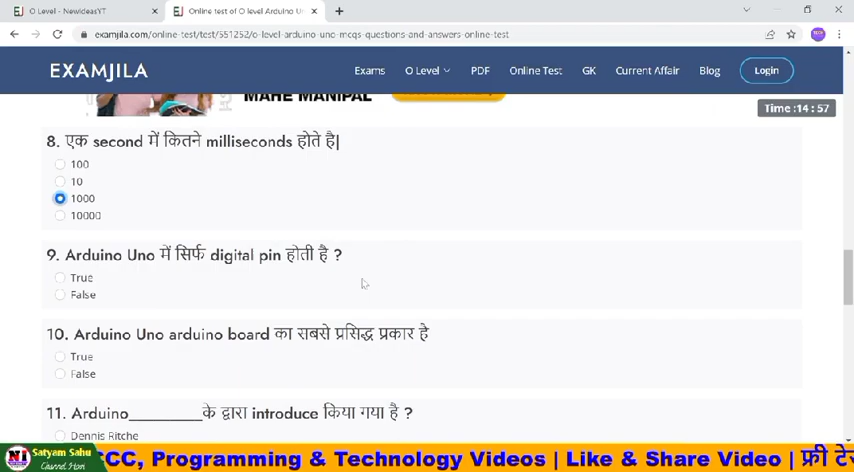 O Level - NewideasYT
Online test of O level Arduino Un
examjila.com/online-test/test/551252/o-level-arduino-uno-mcqs-questions-and-answers-online-test
EXAMJILA
Exams O Level PDF Online Test GK Current Affair Blog Login
MAHE MANIPAL
Time :14 : 57
8. एक second में कितने milliseconds होते है|
100
10
1000
10000
9. Arduino Uno में सिर्फ digital pin होती है ?
True
False
10. Arduino Uno arduino board का सबसे प्रसिद्ध प्रकार है
True
False
11. Arduino__________के द्वारा introduce किया गया है ?
Dennis Ritche
Satyam Sahu
Channel Host
CCC, Programming & Technology Videos | Like & Share Video | फ्री टे